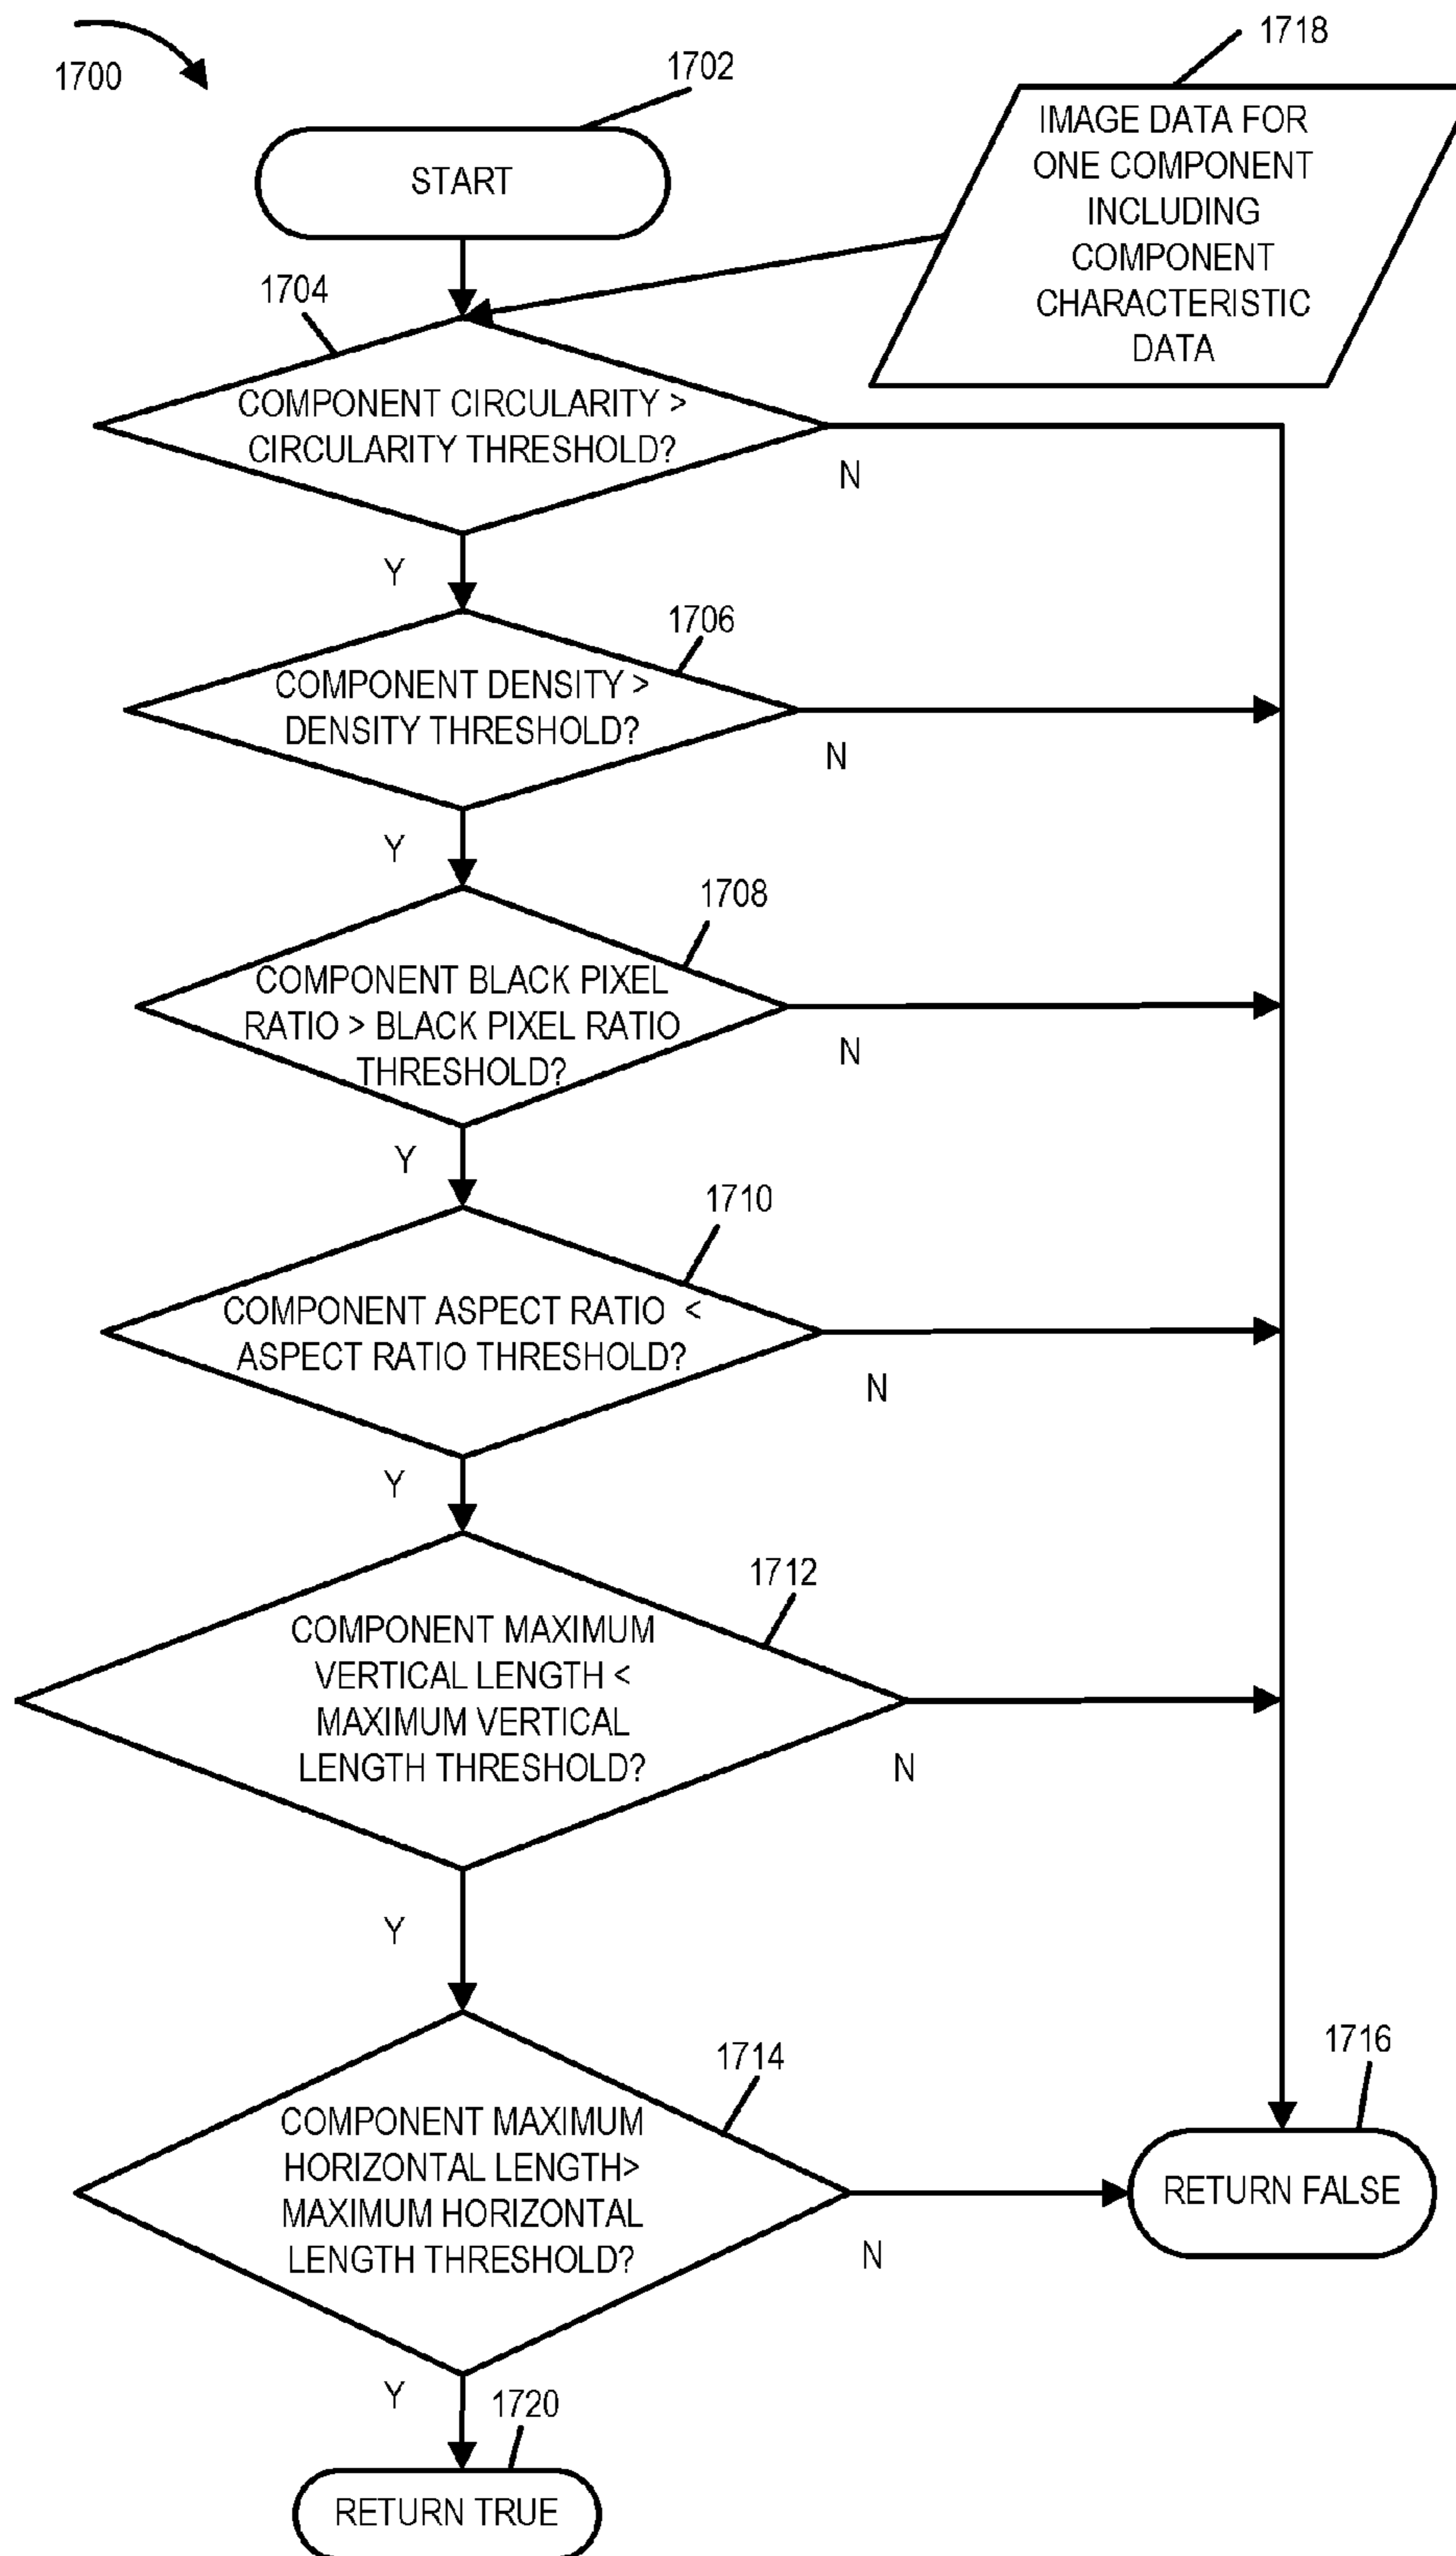 1700
1702
START
1718
IMAGE DATA FOR
ONE COMPONENT
INCLUDING
COMPONENT
CHARACTERISTIC
DATA
1704
COMPONENT CIRCULARITY >
CIRCULARITY THRESHOLD?
N
Y
1706
COMPONENT DENSITY >
DENSITY THRESHOLD?
N
Y
1708
COMPONENT BLACK PIXEL
RATIO > BLACK PIXEL RATIO
THRESHOLD?
N
Y
1710
COMPONENT ASPECT RATIO <
ASPECT RATIO THRESHOLD?
N
Y
1712
COMPONENT MAXIMUM
VERTICAL LENGTH <
MAXIMUM VERTICAL
LENGTH THRESHOLD?
N
Y
1714
COMPONENT MAXIMUM
HORIZONTAL LENGTH>
MAXIMUM HORIZONTAL
LENGTH THRESHOLD?
N
1716
RETURN FALSE
Y
1720
RETURN TRUE